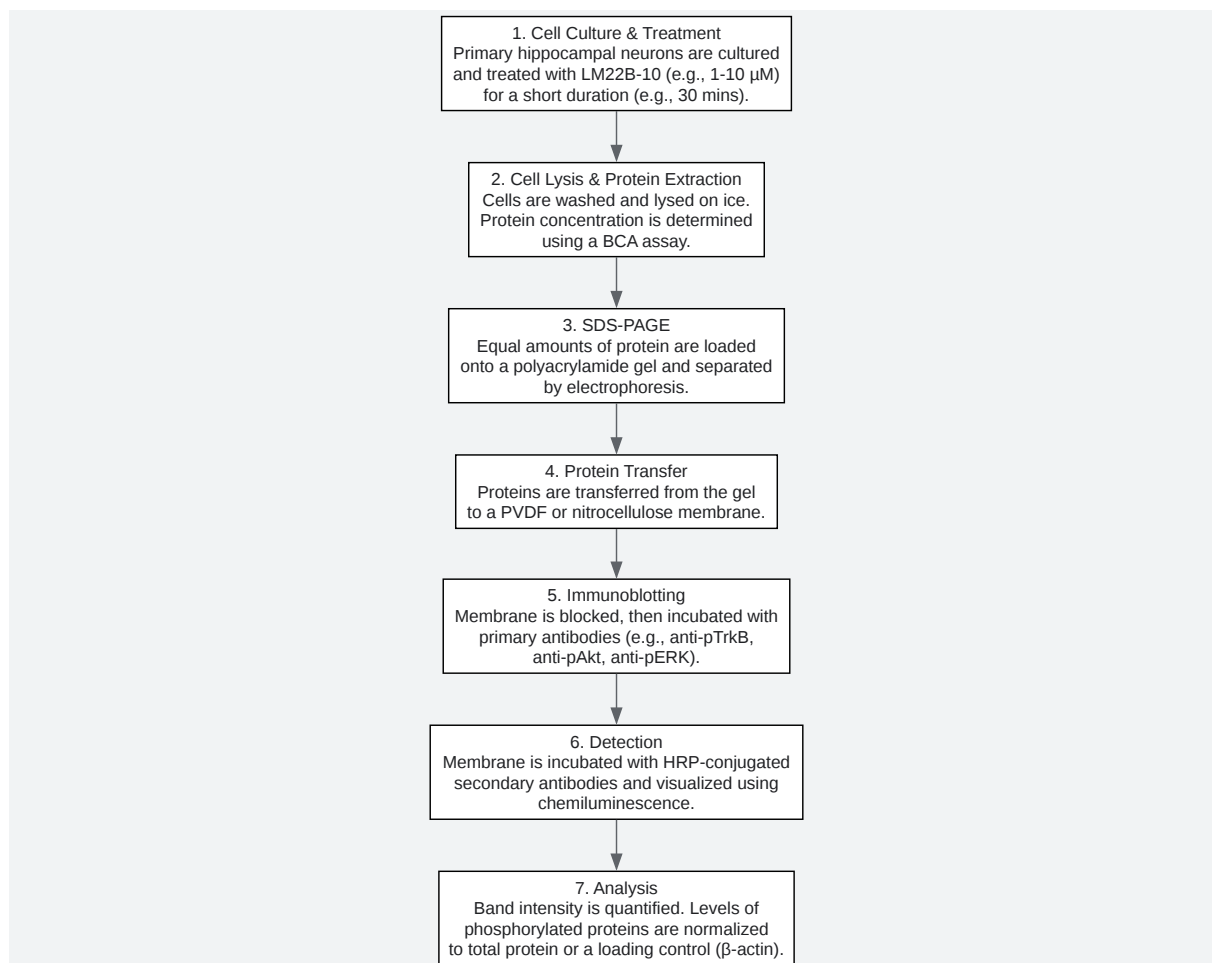 1. Cell Culture & Treatment
Primary hippocampal neurons are cultured
and treated with LM22B-10 (e.g., 1-10 µM)
for a short duration (e.g., 30 mins).
2. Cell Lysis & Protein Extraction
Cells are washed and lysed on ice.
Protein concentration is determined
using a BCA assay.
3. SDS-PAGE
Equal amounts of protein are loaded
onto a polyacrylamide gel and separated
by electrophoresis.
4. Protein Transfer
Proteins are transferred from the gel
to a PVDF or nitrocellulose membrane.
5. Immunoblotting
Membrane is blocked, then incubated with
primary antibodies (e.g., anti-pTrkB,
anti-pAkt, anti-pERK).
6. Detection
Membrane is incubated with HRP-conjugated
secondary antibodies and visualized using
chemiluminescence.
7. Analysis
Band intensity is quantified. Levels of
phosphorylated proteins are normalized
to total protein or a loading control (β-actin).